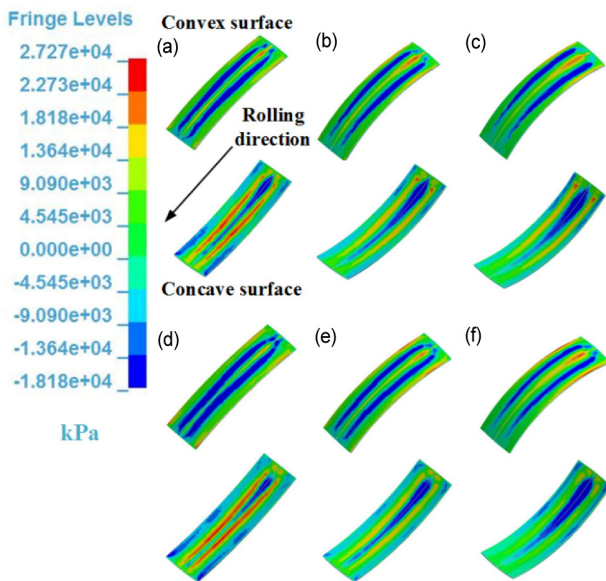 Fringe Levels
2.727e+04
2.273e+04
1.818e+04
1.364e+04
9.090e+03
4.545e+03
0.000e+00
-4.545e+03
-9.090e+03
-1.364e+04
-1.818e+04
kPa
Convex surface
(a)
(b)
(c)
Rolling
direction
Concave surface
(d)
(e)
(f)